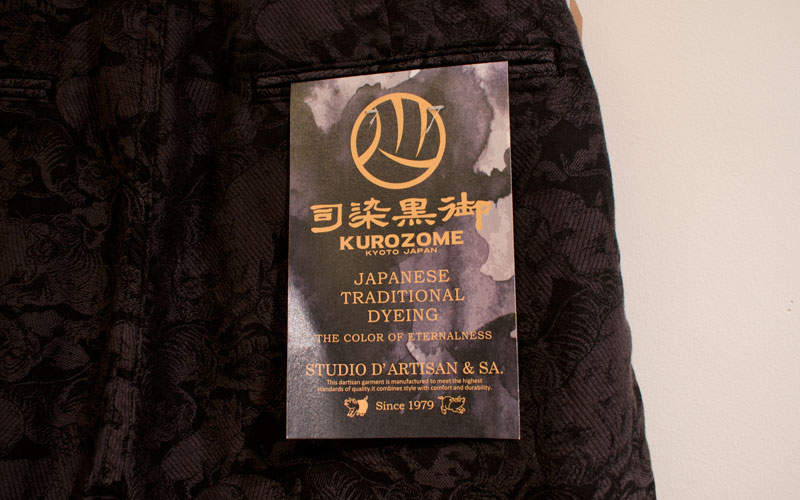 司染黒御
KUROZOME
KYOTO JAPAN
JAPANESE
TRADITIONAL
DYEING
THE COLOR OF ETERNALNESS
STUDIO D'ARTISAN & SA.
This dartisan garment is manufactured to meet the highest
standards of quality.it combines style with comfort and durability.
Since 1979